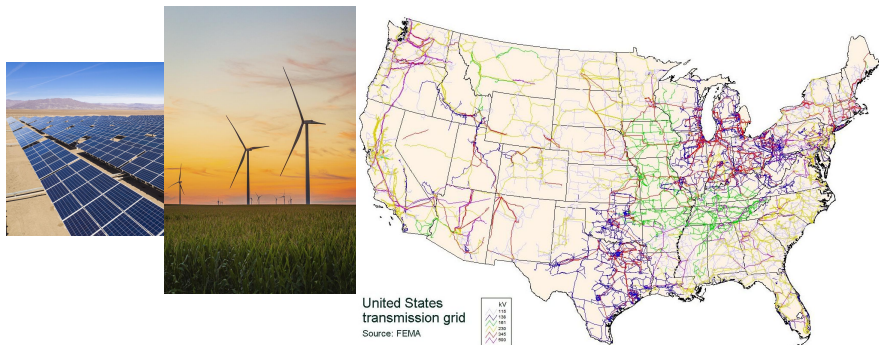 United States
transmission grid
Source: FEMA
kV
115
138
161
230
345
500